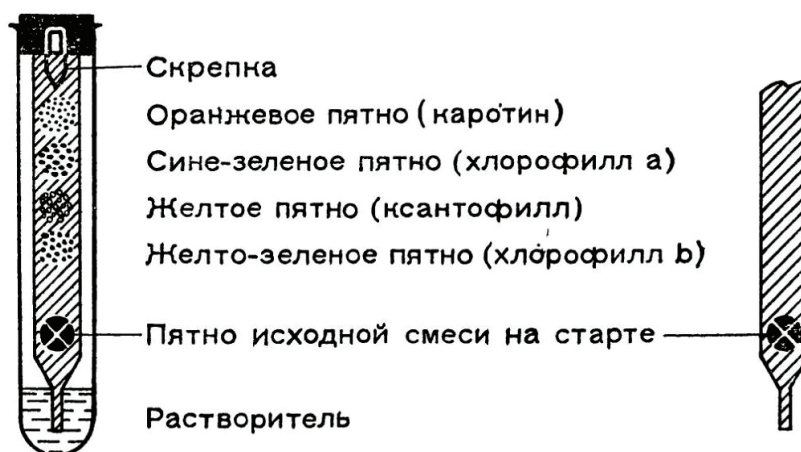 Скрепка
Оранжевое пятно (каротин)
Сине-зеленое пятно (хлорофилл a)
Желтое пятно (ксантофилл)
Желто-зеленое пятно (хлорофилл b)
Пятно исходной смеси на старте
Растворитель